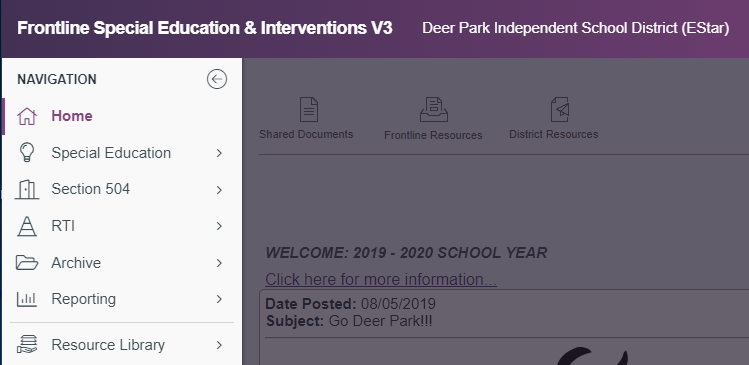 Frontline Special Education & Interventions V3 Deer Park Independent School District (EStar)
NAVIGATION
Home
Special Education
Section 504
RTI
Archive
Reporting
Resource Library
Shared Documents
Frontline Resources
District Resources
WELCOME: 2019 - 2020 SCHOOL YEAR
Click here for more information...
Date Posted: 08/05/2019
Subject: Go Deer Park!!!